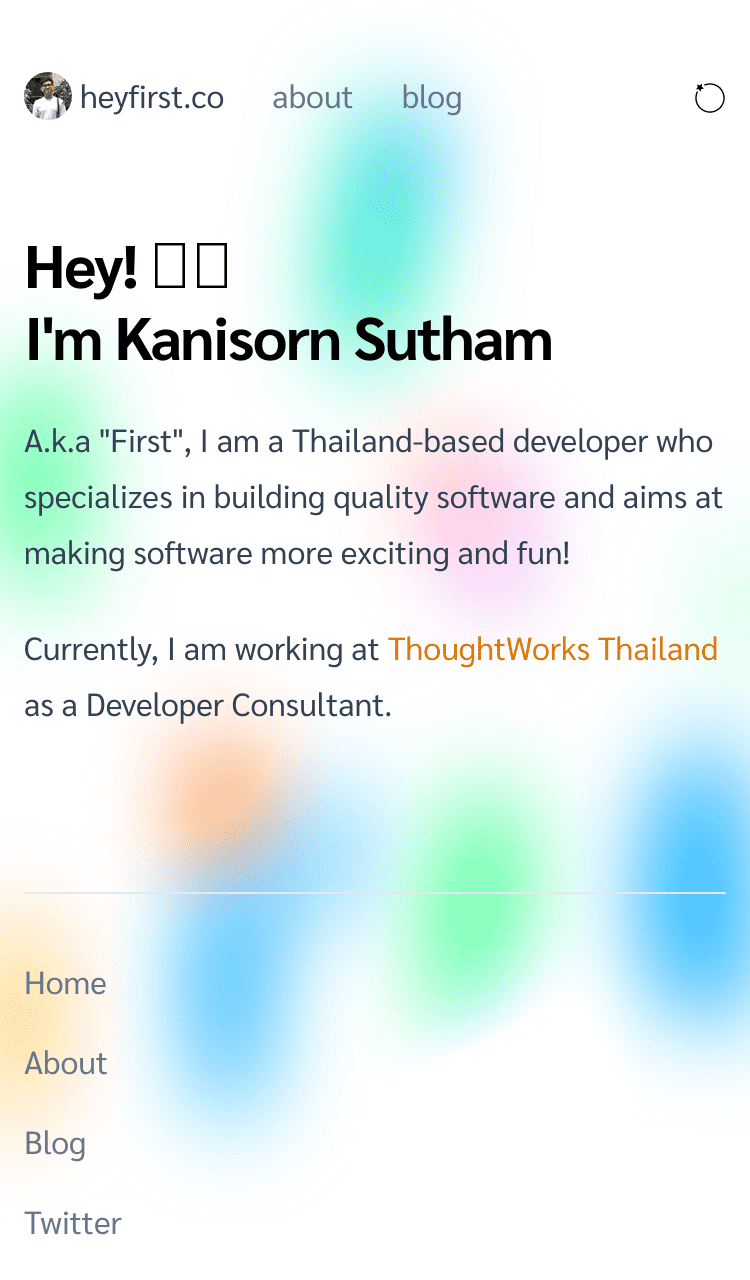 heyfirst.co about blog
Hey!
I'm Kanisorn Sutham
A.k.a "First", I am a Thailand-based developer who
specializes in building quality software and aims at
making software more exciting and fun!
Currently, I am working at ThoughtWorks Thailand
as a Developer Consultant.
Home
About
Blog
Twitter